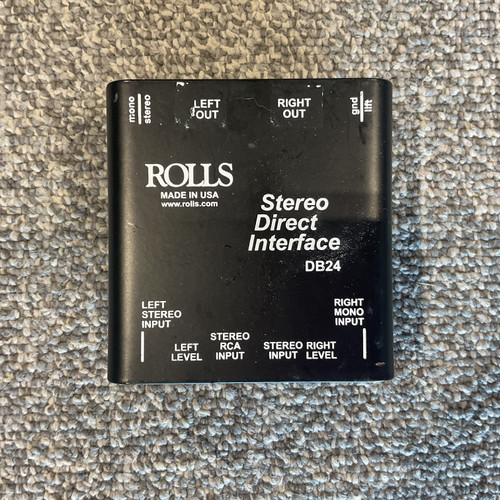 mono
stereo
LEFT
OUT
RIGHT
OUT
gnd
lift
ROLLS
MADE IN USA
www.rolls.com
Stereo
Direct
Interface
DB24
LEFT
STEREO
INPUT
LEFT
LEVEL
STEREO
RCA
INPUT
STEREO
INPUT
RIGHT
LEVEL
RIGHT
MONO
INPUT